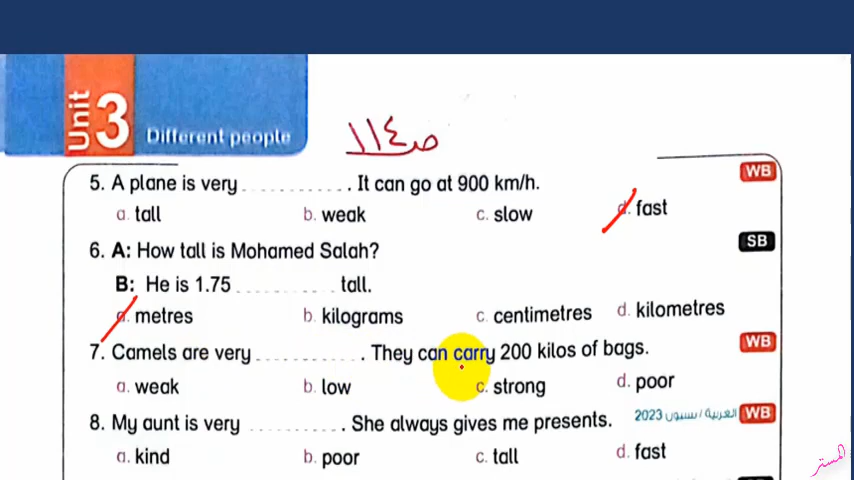 Unit 3
Different people
ص ١١٤
5. A plane is very ............ . It can go at 900 km/h. WB
a. tall b. weak c. slow d. fast
6. A: How tall is Mohamed Salah? SB
B: He is 1.75 ............ tall.
a. metres b. kilograms c. centimetres d. kilometres
7. Camels are very ............ . They can carry 200 kilos of bags. WB
a. weak b. low c. strong d. poor
8. My aunt is very ............ . She always gives me presents. الغربية / بسيون 2023 WB
a. kind b. poor c. tall d. fast
المستر